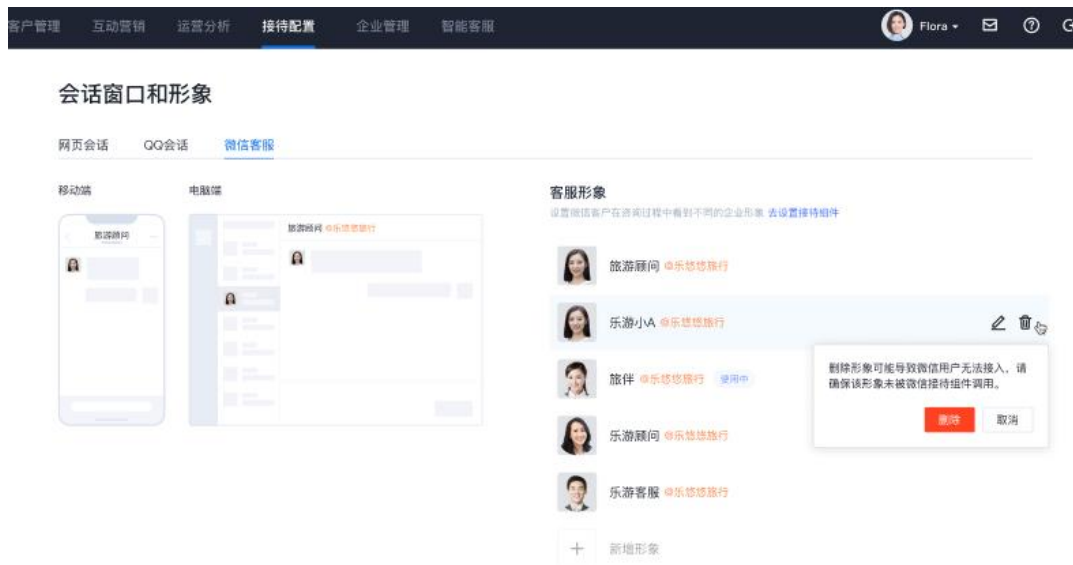 客户管理 互动营销 运营分析 接待配置 企业管理 智能客服 Flora
会话窗口和形象
网页会话 QQ会话 微信客服
移动端 电脑端
旅游顾问
旅游顾问 @乐悠悠旅行
客服形象
设置微信客户在咨询过程中看到不同的企业形象 去设置接待组件
旅游顾问 @乐悠悠旅行
乐游小A @乐悠悠旅行
旅伴 @乐悠悠旅行 使用中
乐游顾问 @乐悠悠旅行
乐游客服 @乐悠悠旅行
新增形象
删除形象可能导致微信用户无法接入，请
确保该形象未被微信接待组件调用。
删除 取消